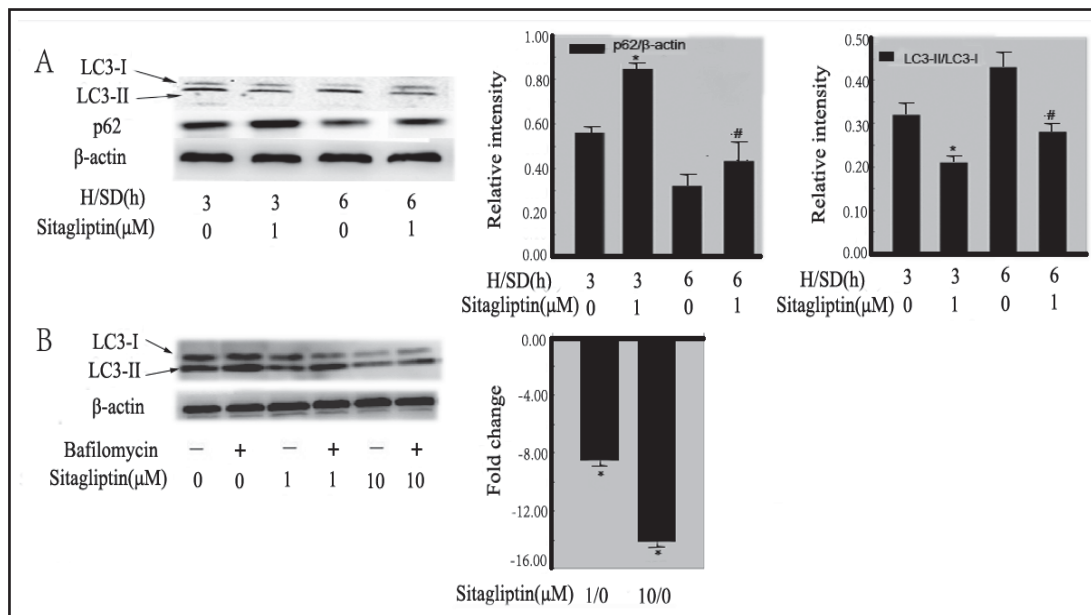 A
LC3-I
LC3-II
p62
β-actin
H/SD(h) 3 3 6 6
Sitagliptin(μM) 0 1 0 1
Relative intensity
1.00
0.80
0.60
0.40
0.20
0.00
p62/β-actin
*
#
H/SD(h) 3 3 6 6
Sitagliptin(μM) 0 1 0 1
Relative intensity
0.50
0.40
0.30
0.20
0.10
0.00
LC3-II/LC3-I
*
#
H/SD(h) 3 3 6 6
Sitagliptin(μM) 0 1 0 1
B
LC3-I
LC3-II
β-actin
Bafilomycin − + − + − +
Sitagliptin(μM) 0 0 1 1 10 10
Fold change
0.00
-4.00
-8.00
-12.00
-16.00
*
*
Sitagliptin(μM) 1/0 10/0